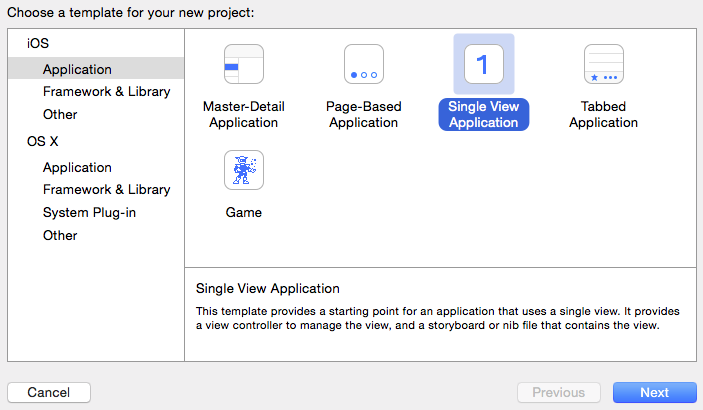 Choose a template for your new project:
iOS
Application
Framework & Library
Other
OS X
Application
Framework & Library
System Plug-in
Other
Master-Detail
Application
Page-Based
Application
1
Single View
Application
Tabbed
Application
Game
Single View Application
This template provides a starting point for an application that uses a single view. It provides
a view controller to manage the view, and a storyboard or nib file that contains the view.
Cancel
Previous
Next